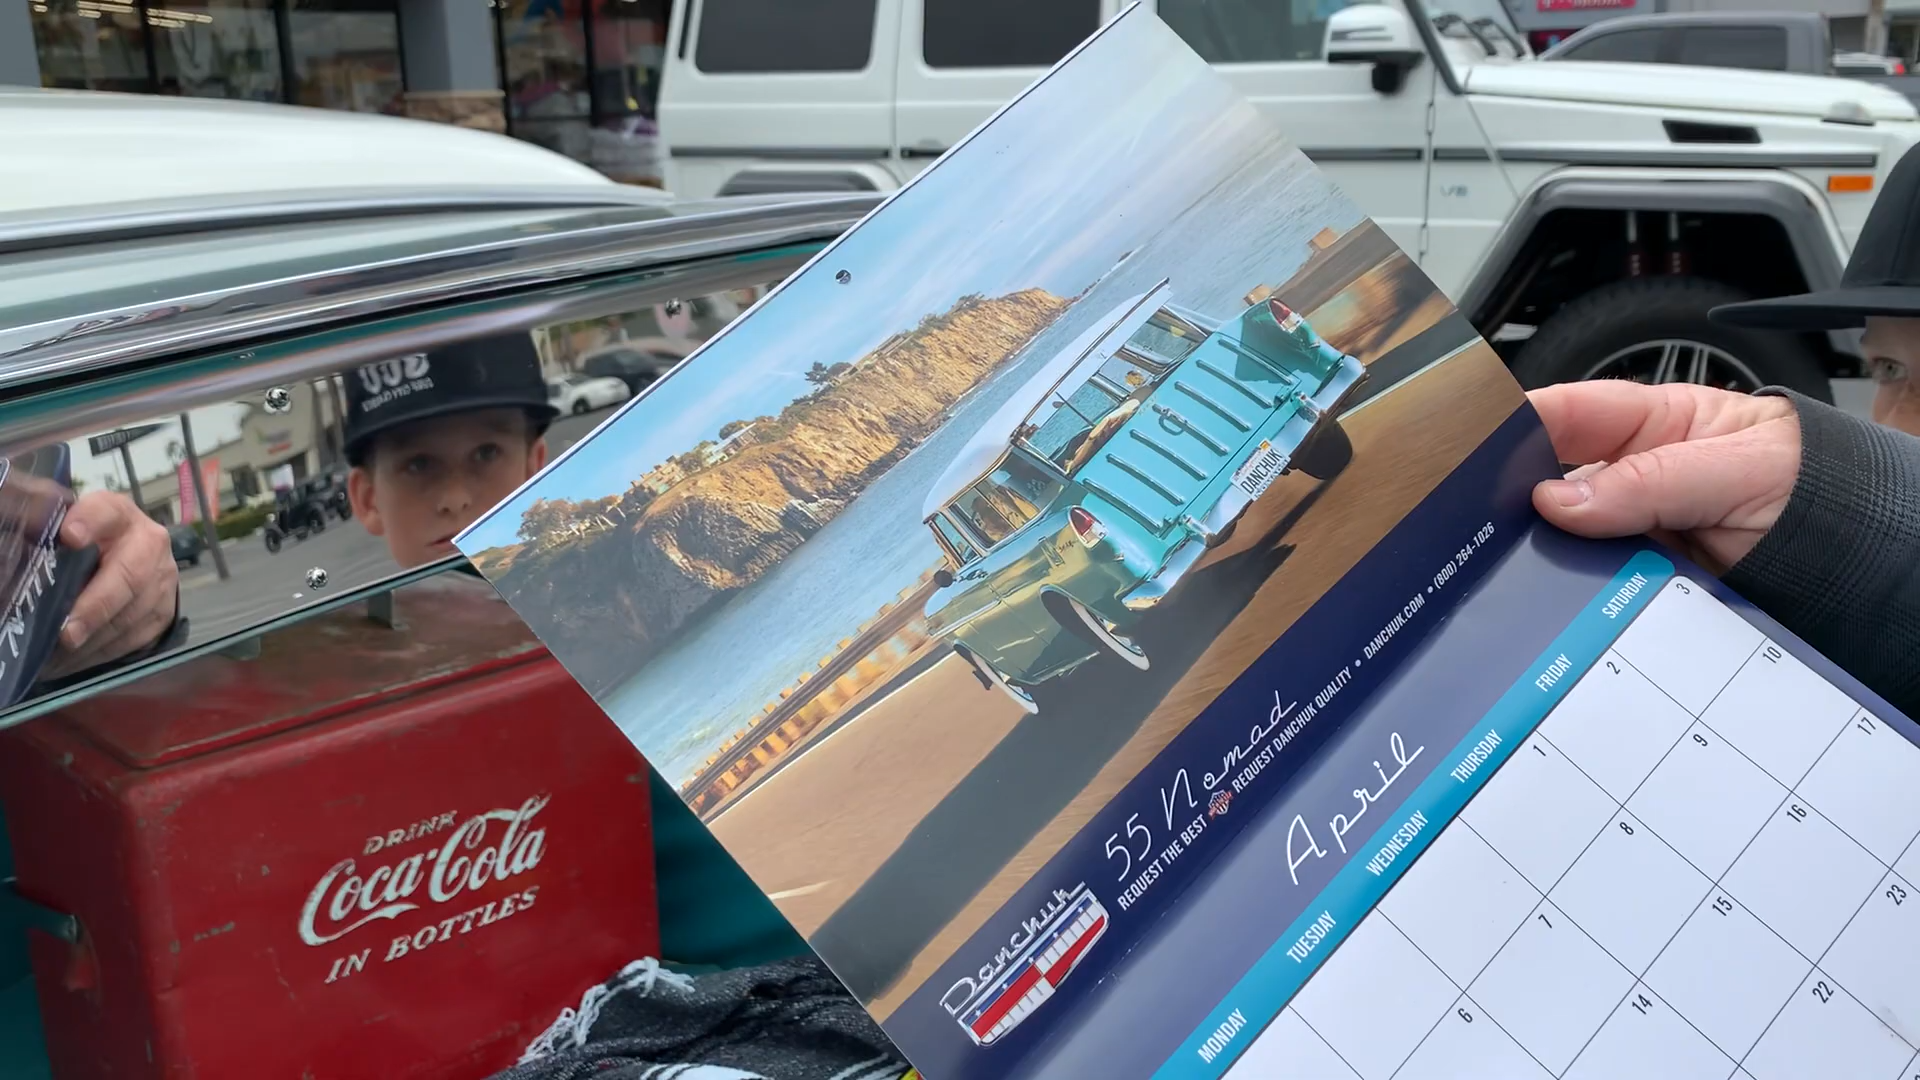 DRINK
Coca-Cola
IN BOTTLES
DANCHUK
55 Nomad
REQUEST THE BEST REQUEST DANCHUK QUALITY • DANCHUK.COM • (800) 264-1026
Danchuk
April
MONDAY TUESDAY WEDNESDAY THURSDAY FRIDAY SATURDAY
1 2 3
6 7 8 9 10
14 15 16 17
22 23
V8